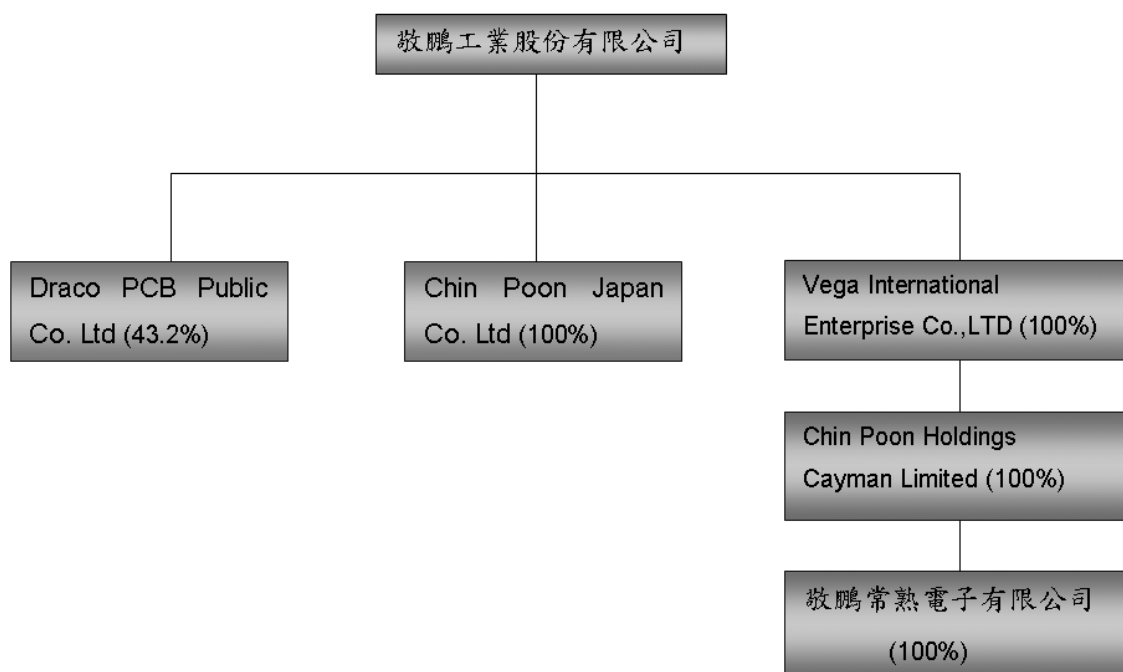 敬鵬工業股份有限公司
Draco PCB Public
Co. Ltd (43.2%)
Chin Poon Japan
Co. Ltd (100%)
Vega International
Enterprise Co.,LTD (100%)
Chin Poon Holdings
Cayman Limited (100%)
敬鵬常熟電子有限公司
(100%)